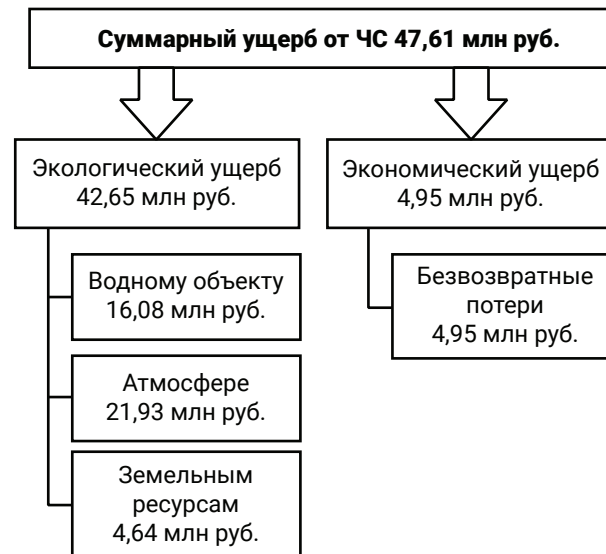 Суммарный ущерб от ЧС 47,61 млн руб.
Экологический ущерб
42,65 млн руб.
Водному объекту
16,08 млн руб.
Атмосфере
21,93 млн руб.
Земельным
ресурсам
4,64 млн руб.
Экономический ущерб
4,95 млн руб.
Безвозвратные
потери
4,95 млн руб.